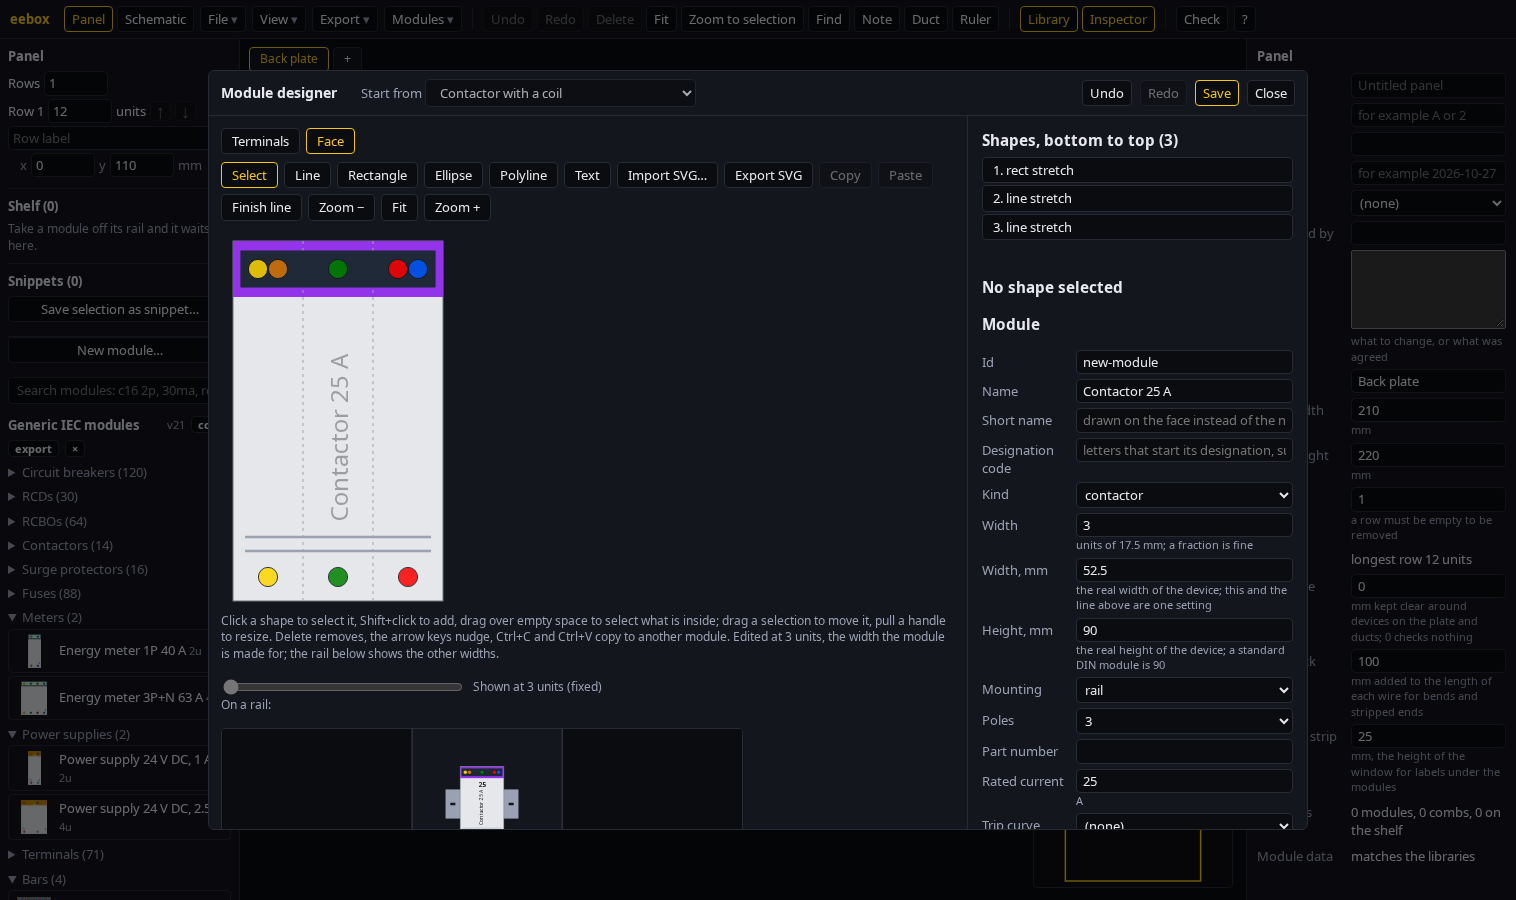 eebox Panel Schematic File ▾ View ▾ Export ▾ Modules ▾ Undo Redo Delete Fit Zoom to selection Find Note Duct Ruler Library Inspector Check ?
Panel
Rows 1
Row 1 12 units ↑ ↓
Row label
x 0 y 110 mm
Shelf (0)
Take a module off its rail and it waits
here.
Snippets (0)
Save selection as snippet...
New module...
Search modules: c16 2p, 30ma,
Generic IEC modules v21
export ×
Circuit breakers (120)
RCDs (30)
RCBOs (64)
Contactors (14)
Surge protectors (16)
Fuses (88)
Meters (2)
Energy meter 1P 40 A 2u
Energy meter 3P+N 63 A
Power supplies (2)
Power supply 24 V DC, 1 A
2u
Power supply 24 V DC, 2.5
4u
Terminals (71)
Bars (4)
Back plate +
Module designer Start from Contactor with a coil Undo Redo Save Close
Terminals Face
Select Line Rectangle Ellipse Polyline Text Import SVG... Export SVG Copy Paste
Finish line Zoom − Fit Zoom +
Contactor 25 A
Click a shape to select it, Shift+click to add, drag over empty space to select what is inside; drag a selection to move it, pull a handle
to resize. Delete removes, the arrow keys nudge, Ctrl+C and Ctrl+V copy to another module. Edited at 3 units, the width the module
is made for; the rail below shows the other widths.
Shown at 3 units (fixed)
On a rail:
25
Contactor 25 A
Shapes, bottom to top (3)
1. rect stretch
2. line stretch
3. line stretch
No shape selected
Module
Id new-module
Name Contactor 25 A
Short name drawn on the face instead of the n
Designation
code
letters that start its designation, su
Kind contactor
Width 3
units of 17.5 mm; a fraction is fine
Width, mm 52.5
the real width of the device; this and the
line above are one setting
Height, mm 90
the real height of the device; a standard
DIN module is 90
Mounting rail
Poles 3
Part number
Rated current 25
A
Trip curve (none)
Panel
Untitled panel
for example A or 2
for example 2026-10-27
(none)
d by
what to change, or what was
agreed
Back plate
210
mm
220
mm
1
a row must be empty to be
removed
longest row 12 units
0
mm kept clear around
devices on the plate and
ducts; 0 checks nothing
100
mm added to the length of
each wire for bends and
stripped ends
strip 25
mm, the height of the
window for labels under the
modules
0 modules, 0 combs, 0 on
the shelf
Module data matches the libraries